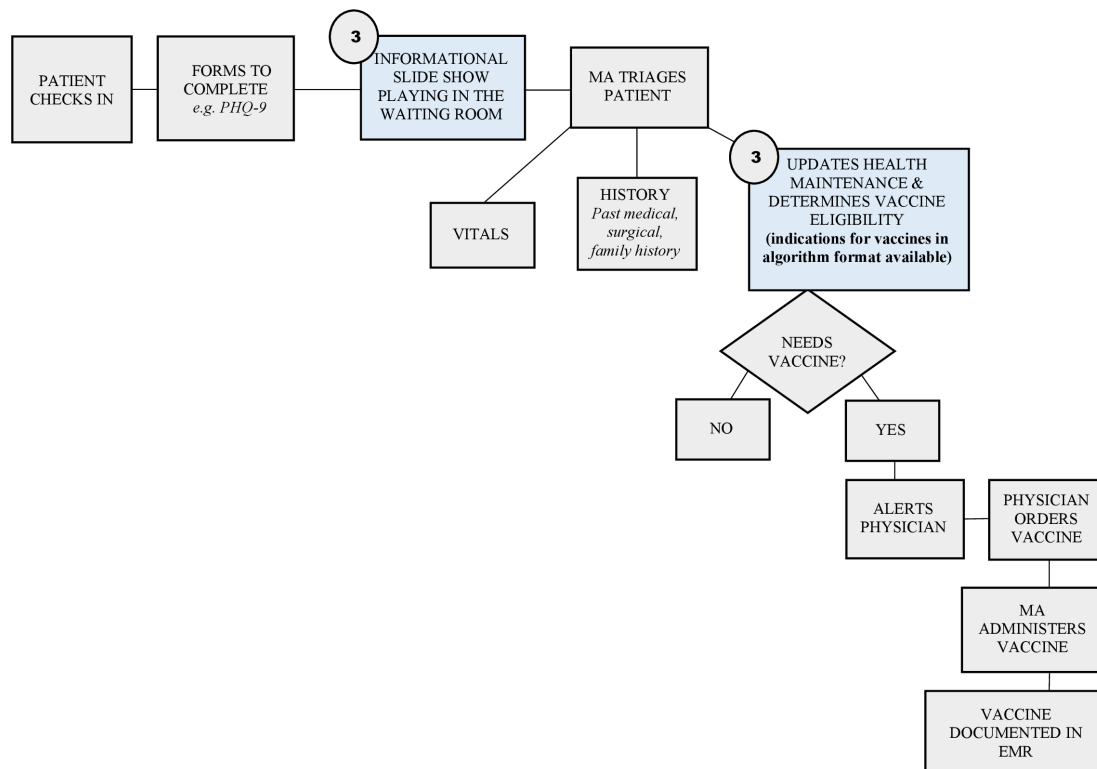 PATIENT
CHECKS IN
FORMS TO
COMPLETE
e.g. PHQ-9
3
INFORMATIONAL
SLIDE SHOW
PLAYING IN THE
WAITING ROOM
MA TRIAGES
PATIENT
VITALS
HISTORY
Past medical,
surgical,
family history
3
UPDATES HEALTH
MAINTENANCE &
DETERMINES VACCINE
ELIGIBILITY
(indications for vaccines in
algorithm format available)
NEEDS
VACCINE?
NO
YES
ALERTS
PHYSICIAN
PHYSICIAN
ORDERS
VACCINE
MA
ADMINISTERS
VACCINE
VACCINE
DOCUMENTED IN
EMR